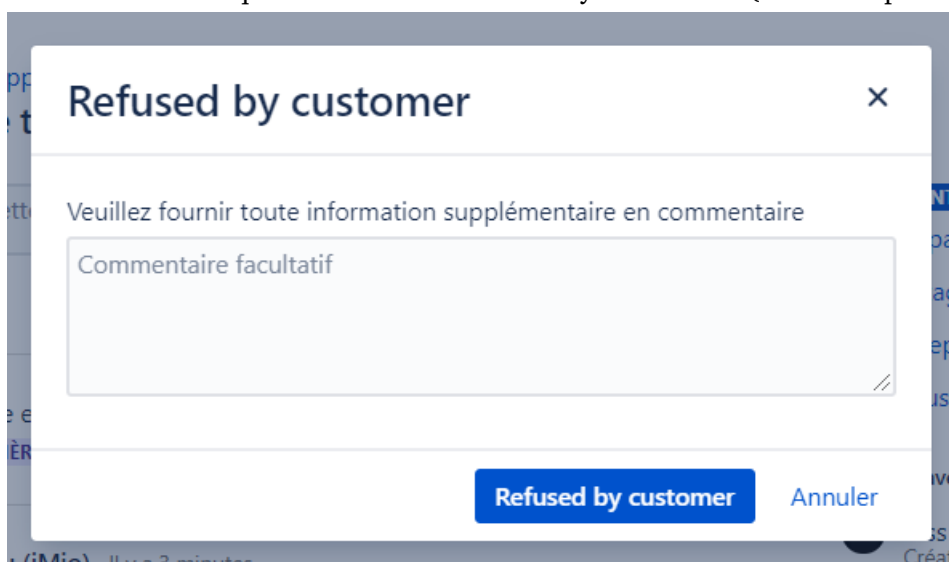 Refused by customer
Veuillez fournir toute information supplémentaire en commentaire
Commentaire facultatif
Refused by customer Annuler